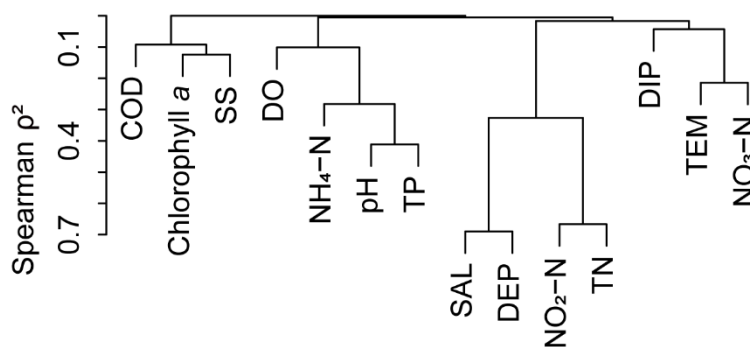 Spearman ρ²
0.1
0.4
0.7
COD
Chlorophyll a
SS
DO
NH₄−N
pH
TP
SAL
DEP
NO₂−N
TN
DIP
TEM
NO₃−N